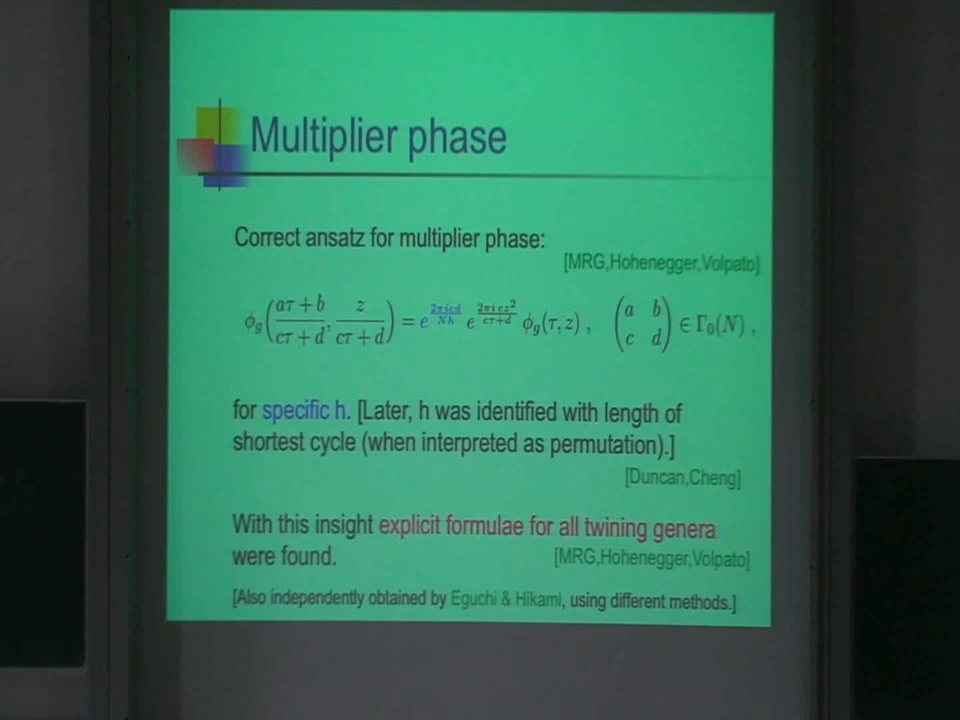 Multiplier phase
Correct ansatz for multiplier phase:
[MRG,Hohenegger,Volpato]
ϕ_g((aτ + b)/(cτ + d), z/(cτ + d)) = e^{2πicd/Nh} e^{2πicz²/(cτ+d)} ϕ_g(τ, z) , (a b; c d) ∈ Γ₀(N) ,
for specific h. [Later, h was identified with length of
shortest cycle (when interpreted as permutation).]
[Duncan,Cheng]
With this insight explicit formulae for all twining genera
were found. [MRG,Hohenegger,Volpato]
[Also independently obtained by Eguchi & Hikami, using different methods.]